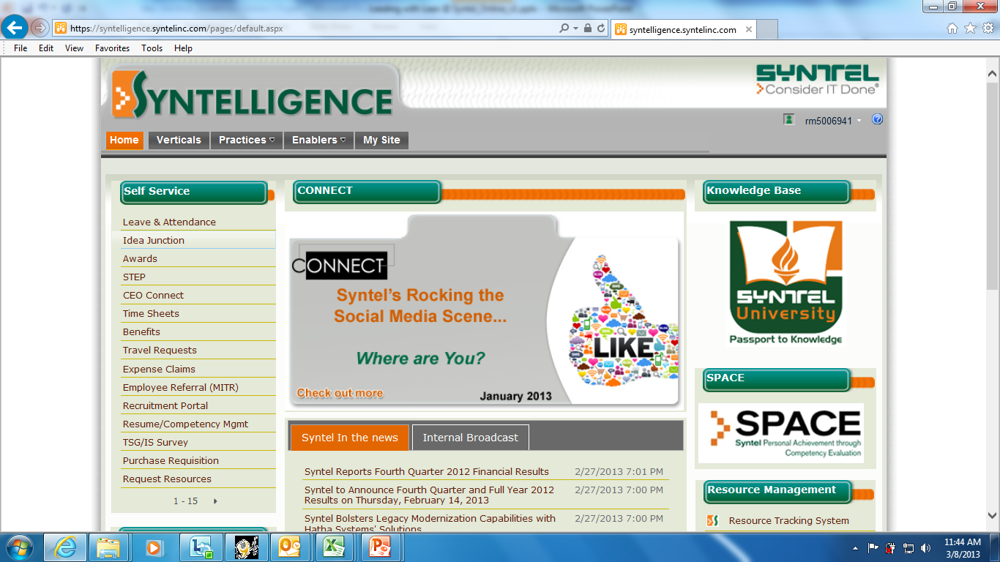 Leading with Lean @ Syntel_Online_v1.pptx - Microsoft PowerPoint
https://syntelligence.syntelinc.com/pages/default.aspx
syntelligence.syntelinc.com
File Edit View Favorites Tools Help
SYNTELLIGENCE
SYNTEL
Consider IT Done®
rm5006941
Home Verticals Practices Enablers My Site
Self Service
Leave & Attendance
Idea Junction
Awards
STEP
CEO Connect
Time Sheets
Benefits
Travel Requests
Expense Claims
Employee Referral (MITR)
Recruitment Portal
Resume/Competency Mgmt
TSG/IS Survey
Purchase Requisition
Request Resources
1 - 15
CONNECT
CONNECT
Syntel's Rocking the
Social Media Scene...
Where are You?
Check out more
January 2013
LIKE
Syntel In the news Internal Broadcast
Syntel Reports Fourth Quarter 2012 Financial Results 2/27/2013 7:01 PM
Syntel to Announce Fourth Quarter and Full Year 2012 2/27/2013 7:00 PM
Results on Thursday, February 14, 2013
Syntel Bolsters Legacy Modernization Capabilities with 2/27/2013 7:00 PM
Hatha Systems' Solutions
Knowledge Base
SYNTEL
University
Passport to Knowledge
SPACE
SPACE
Syntel Personal Achievement through
Competency Evaluation
Resource Management
Resource Tracking System
11:44 AM
3/8/2013